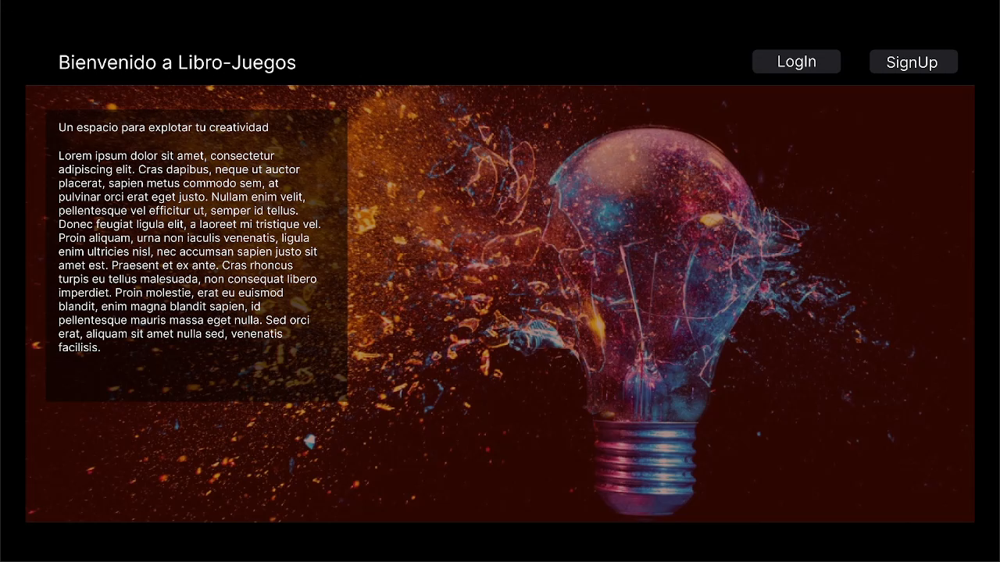 Bienvenido a Libro-Juegos
LogIn
SignUp
Un espacio para explotar tu creatividad
Lorem ipsum dolor sit amet, consectetur
adipiscing elit. Cras dapibus, neque ut auctor
placerat, sapien metus commodo sem, at
pulvinar orci erat eget justo. Nullam enim velit,
pellentesque vel efficitur ut, semper id tellus.
Donec feugiat ligula elit, a laoreet mi tristique vel.
Proin aliquam, urna non iaculis venenatis, ligula
enim ultricies nisl, nec accumsan sapien justo sit
amet est. Praesent et ex ante. Cras rhoncus
turpis eu tellus malesuada, non consequat libero
imperdiet. Proin molestie, erat eu euismod
blandit, enim magna blandit sapien, id
pellentesque mauris massa eget nulla. Sed orci
erat, aliquam sit amet nulla sed, venenatis
facilisis.